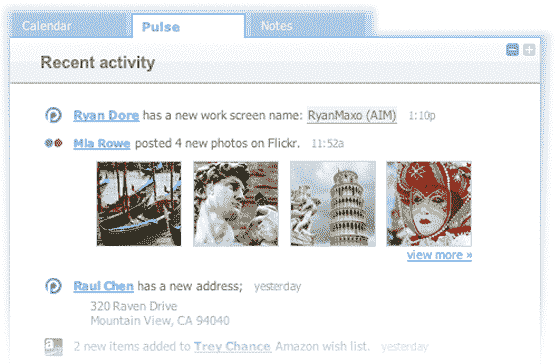 Calendar
Pulse
Notes
Recent activity
Ryan Dore has a new work screen name: RyanMaxo (AIM) 1:10p
Mia Rowe posted 4 new photos on Flickr. 11:52a
view more »
Raul Chen has a new address; yesterday
320 Raven Drive
Mountain View, CA 94040
2 new items added to Trey Chance Amazon wish list. yesterday